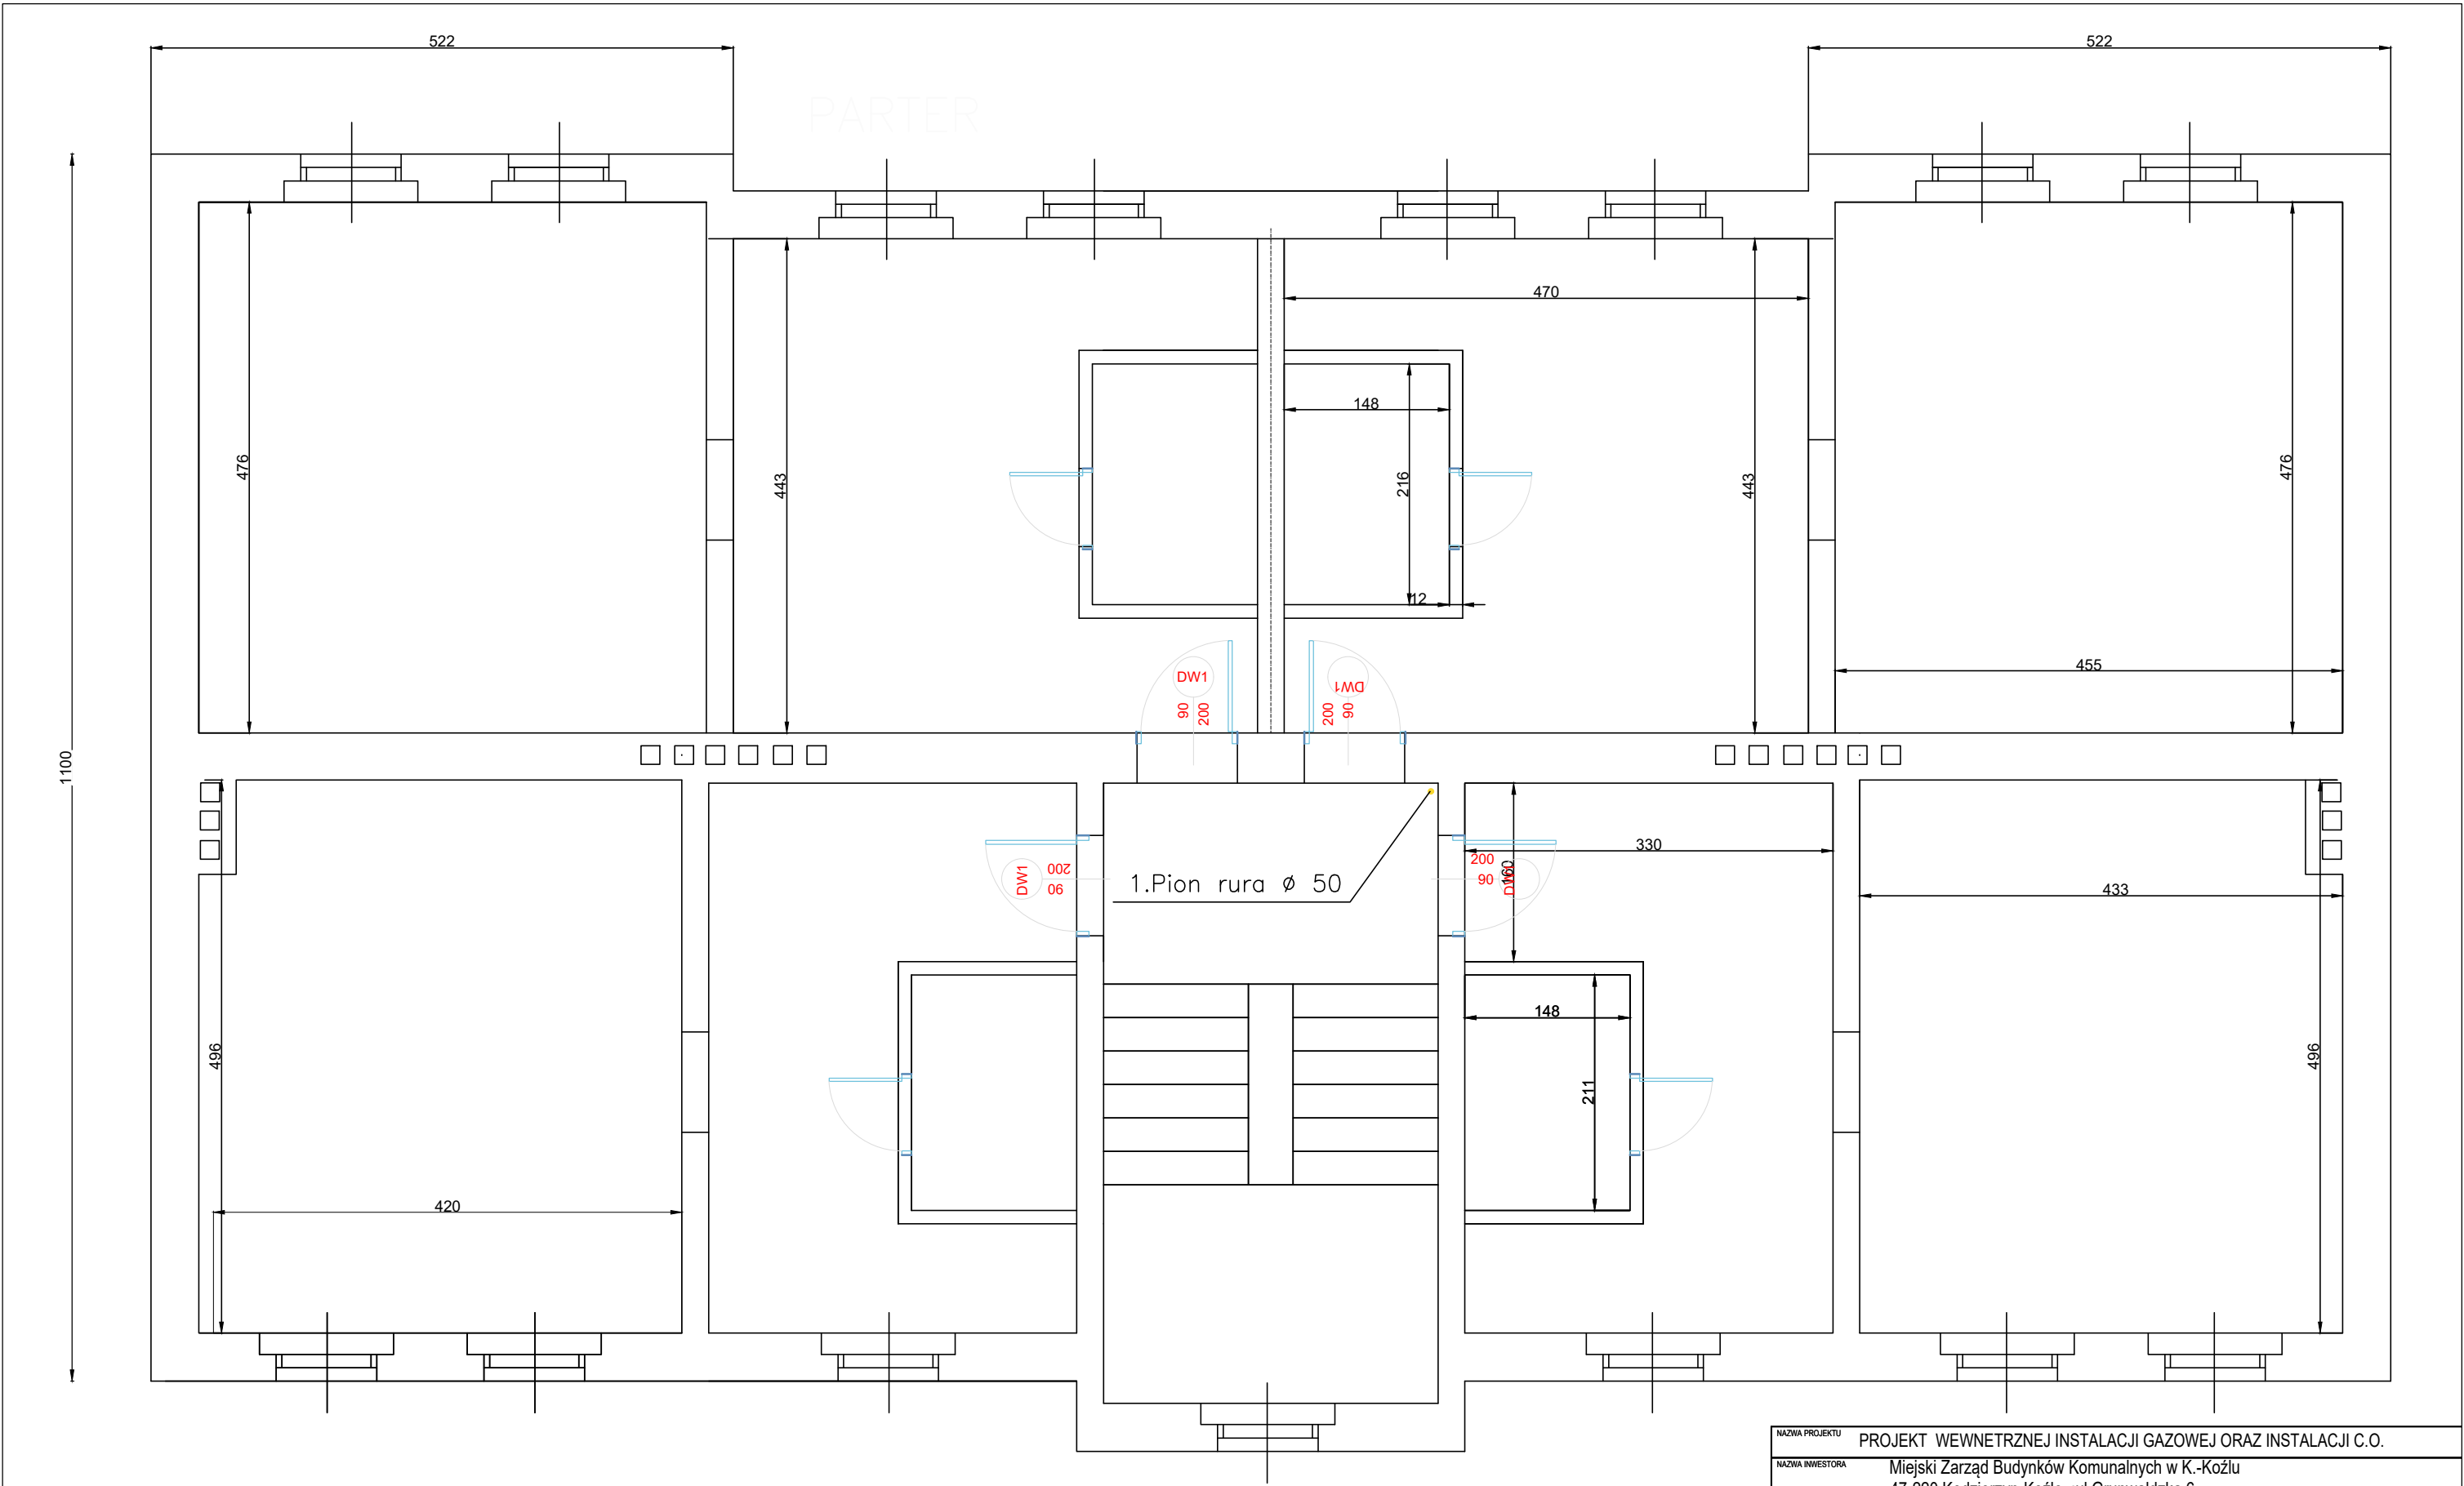 522
522
PARTER
470
148
476
443
216
443
476
12
455
DW1
90
200
200
90
DW1
1100
330
200
90
160
DW1
DW1
200
90
1.Pion rura ø 50
433
148
496
211
496
420
NAZWA PROJEKTU
PROJEKT WEWNETRZNEJ INSTALACJI GAZOWEJ ORAZ INSTALACJI C.O.
NAZWA INWESTORA
Miejski Zarząd Budynków Komunalnych w K.-Koźlu